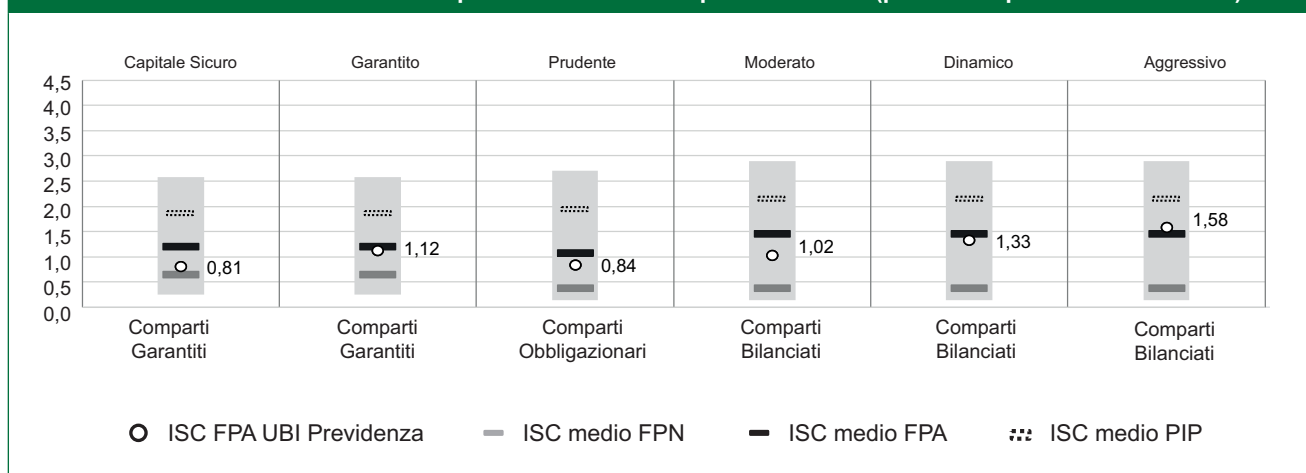 Capitale Sicuro Garantito Prudente Moderato Dinamico Aggressivo
4,5
4,0
3,5
3,0
2,5
2,0
1,5
1,0
0,5
0,0
0,81 1,12 0,84 1,02 1,33 1,58
Comparti Comparti Comparti Comparti Comparti Comparti
Garantiti Garantiti Obbligazionari Bilanciati Bilanciati Bilanciati
ISC FPA UBI Previdenza ISC medio FPN ISC medio FPA ISC medio PIP